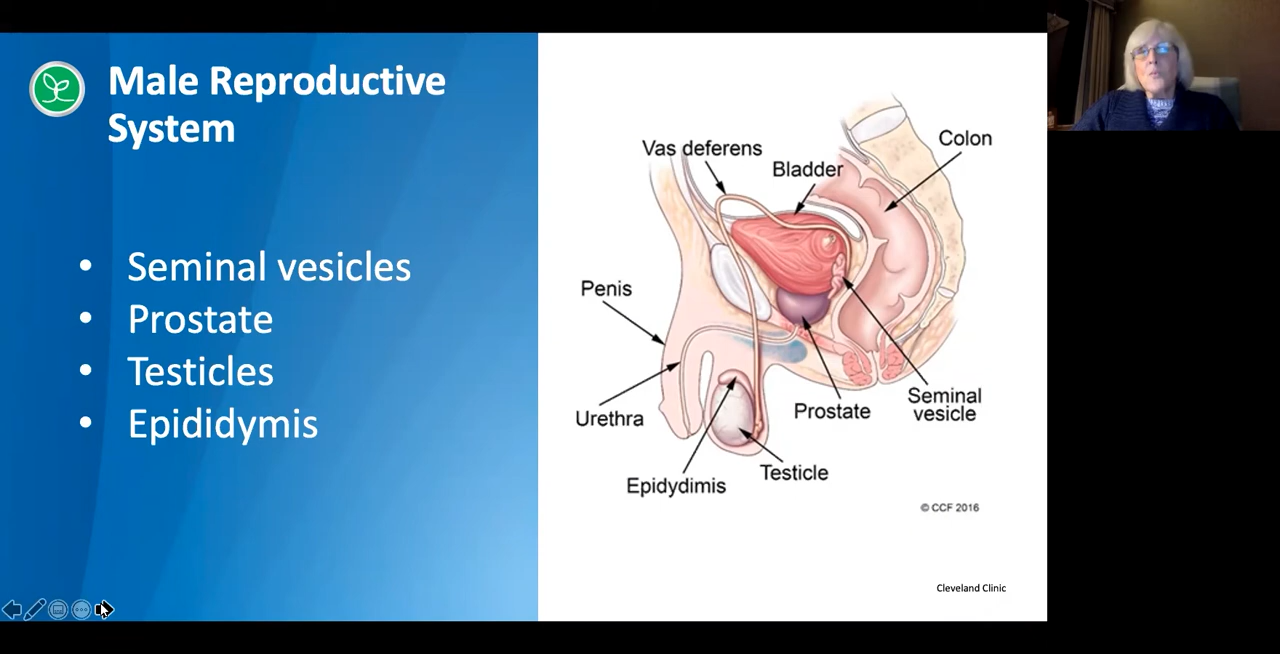 Male Reproductive
System
• Seminal vesicles
• Prostate
• Testicles
• Epididymis
Vas deferens
Bladder
Colon
Penis
Urethra
Epidydimis
Testicle
Prostate
Seminal
vesicle
© CCF 2016
Cleveland Clinic